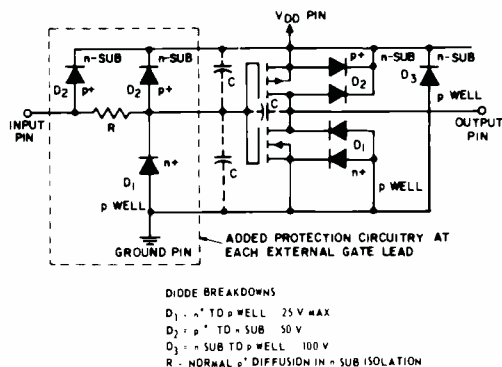 VDD PIN
n-SUB
n-SUB
p+
n-SUB
n-SUB
D2
p+
D2
p+
C
D2
D3
p WELL
C
INPUT PIN
R
OUTPUT PIN
D1
n+
C
D1
n+
p WELL
p WELL
GROUND PIN
ADDED PROTECTION CIRCUITRY AT
EACH EXTERNAL GATE LEAD
DIODE BREAKDOWNS
D1 = n+ TO p WELL 25 V MAX
D2 = p+ TO n SUB 50 V
D3 = n SUB TO p WELL 100 V
R - NORMAL p+ DIFFUSION IN n SUB ISOLATION